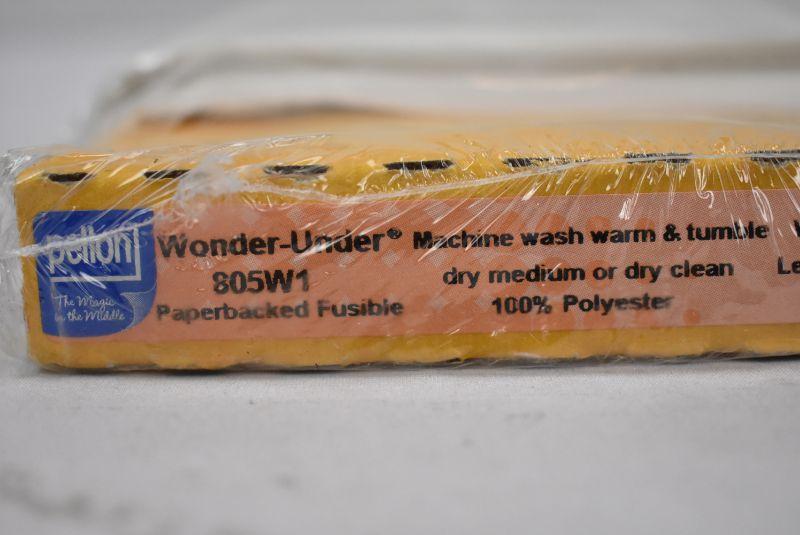 pellon
The Magic
in the Middle
Wonder-Under®
805W1
Paperbacked Fusible
Machine wash warm & tumble
dry medium or dry clean
100% Polyester
Le